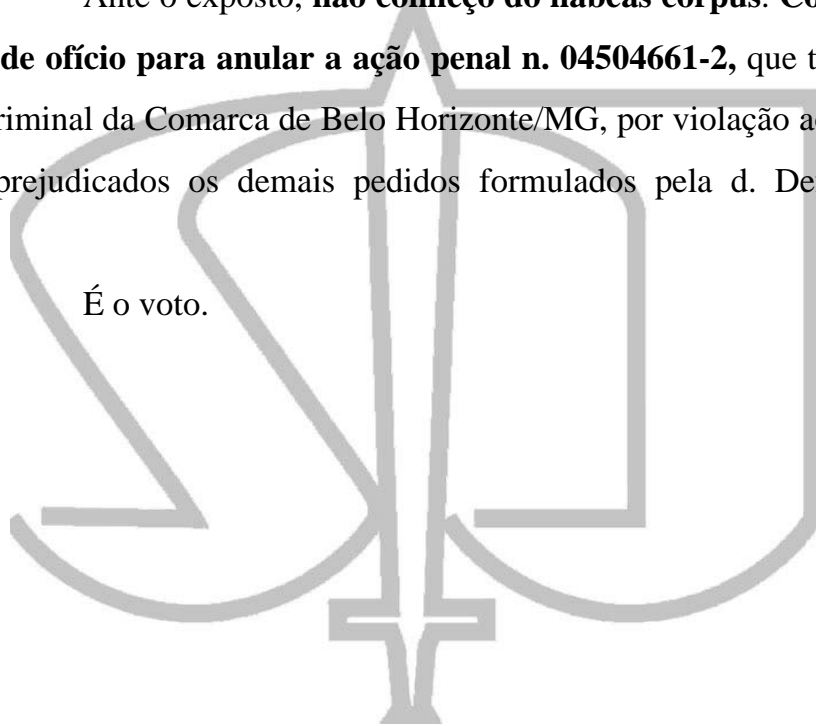 Ante o exposto, não conheço do habeas corpus. Co
de ofício para anular a ação penal n. 04504661-2, que t
riminal da Comarca de Belo Horizonte/MG, por violação a
prejudicados os demais pedidos formulados pela d. De
É o voto.